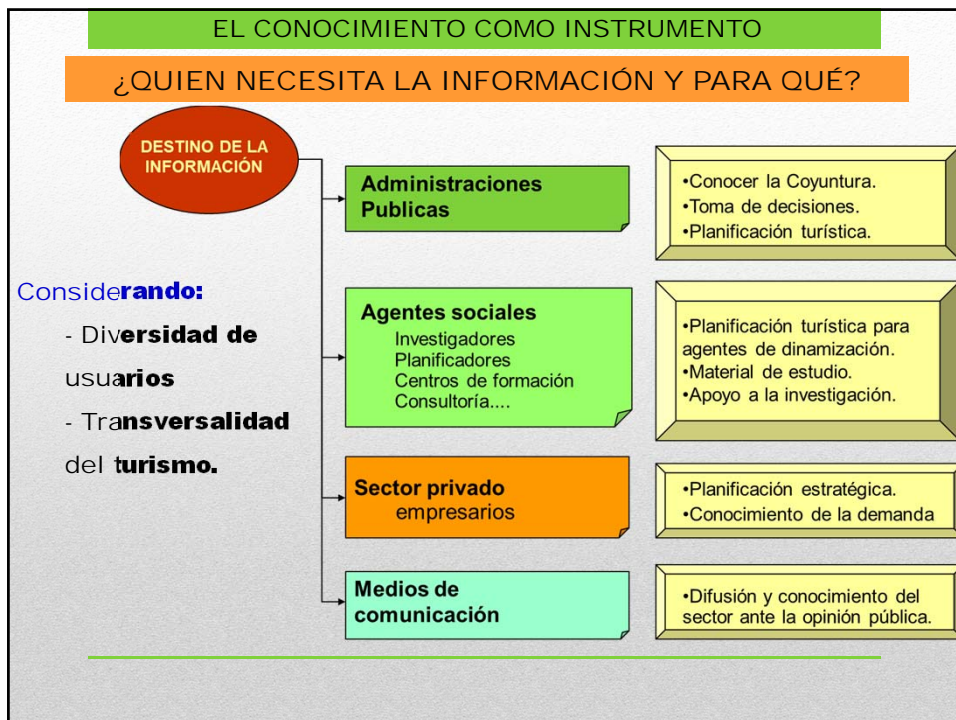 EL CONOCIMIENTO COMO INSTRUMENTO
¿QUIEN NECESITA LA INFORMACIÓN Y PARA QUÉ?
DESTINO DE LA
INFORMACIÓN
Considerando:
- Diversidad de
usuarios
- Transversalidad
del turismo.
Administraciones
Publicas
•Conocer la Coyuntura.
•Toma de decisiones.
•Planificación turística.
Agentes sociales
Investigadores
Planificadores
Centros de formación
Consultoría....
•Planificación turística para
agentes de dinamización.
•Material de estudio.
•Apoyo a la investigación.
Sector privado
empresarios
•Planificación estratégica.
•Conocimiento de la demanda
Medios de
comunicación
•Difusión y conocimiento del
sector ante la opinión pública.